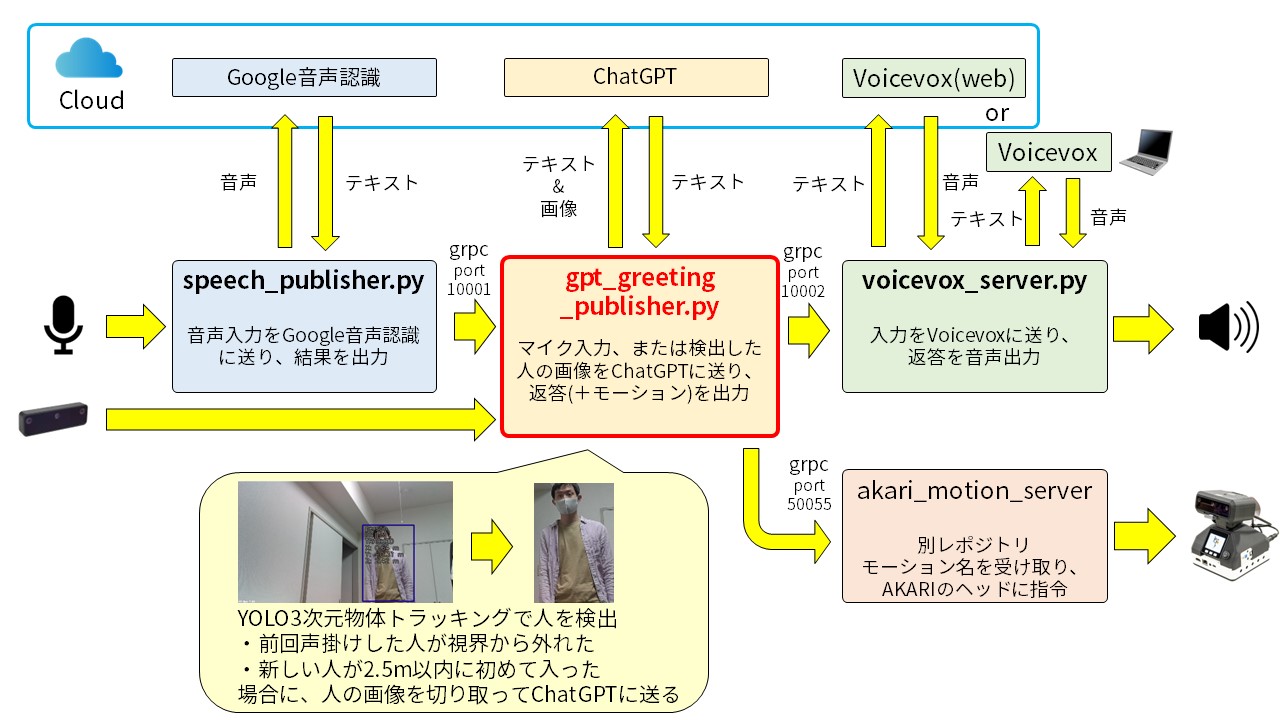 Cloud
Google音声認識
ChatGPT
Voicevox(web)
or
Voicevox
音声
テキスト
テキスト
&
画像
テキスト
テキスト
音声
テキスト
音声
speech_publisher.py
音声入力をGoogle音声認識
に送り、結果を出力
grpc
port
10001
gpt_greeting
_publisher.py
マイク入力、または検出した
人の画像をChatGPTに送り、
返答(＋モーション)を出力
grpc
port
10002
voicevox_server.py
入力をVoicevoxに送り、
返答を音声出力
grpc
port
50055
akari_motion_server
別レポジトリ
モーション名を受け取り、
AKARIのヘッドに指令
YOLO3次元物体トラッキングで人を検出
・前回声掛けした人が視界から外れた
・新しい人が2.5m以内に初めて入った
場合に、人の画像を切り取ってChatGPTに送る